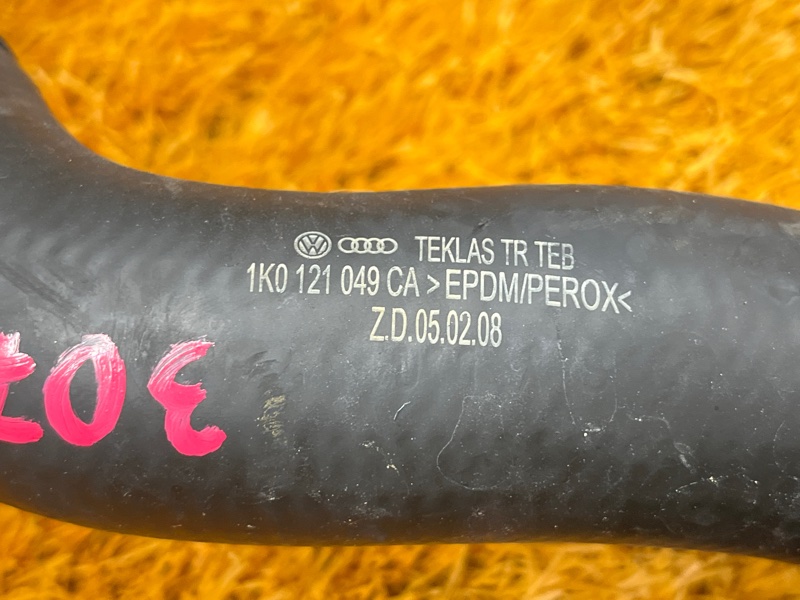 TEKLAS TR TEB
1K0 121 049 CA >EPDM/PEROX<
Z.D.05.02.08